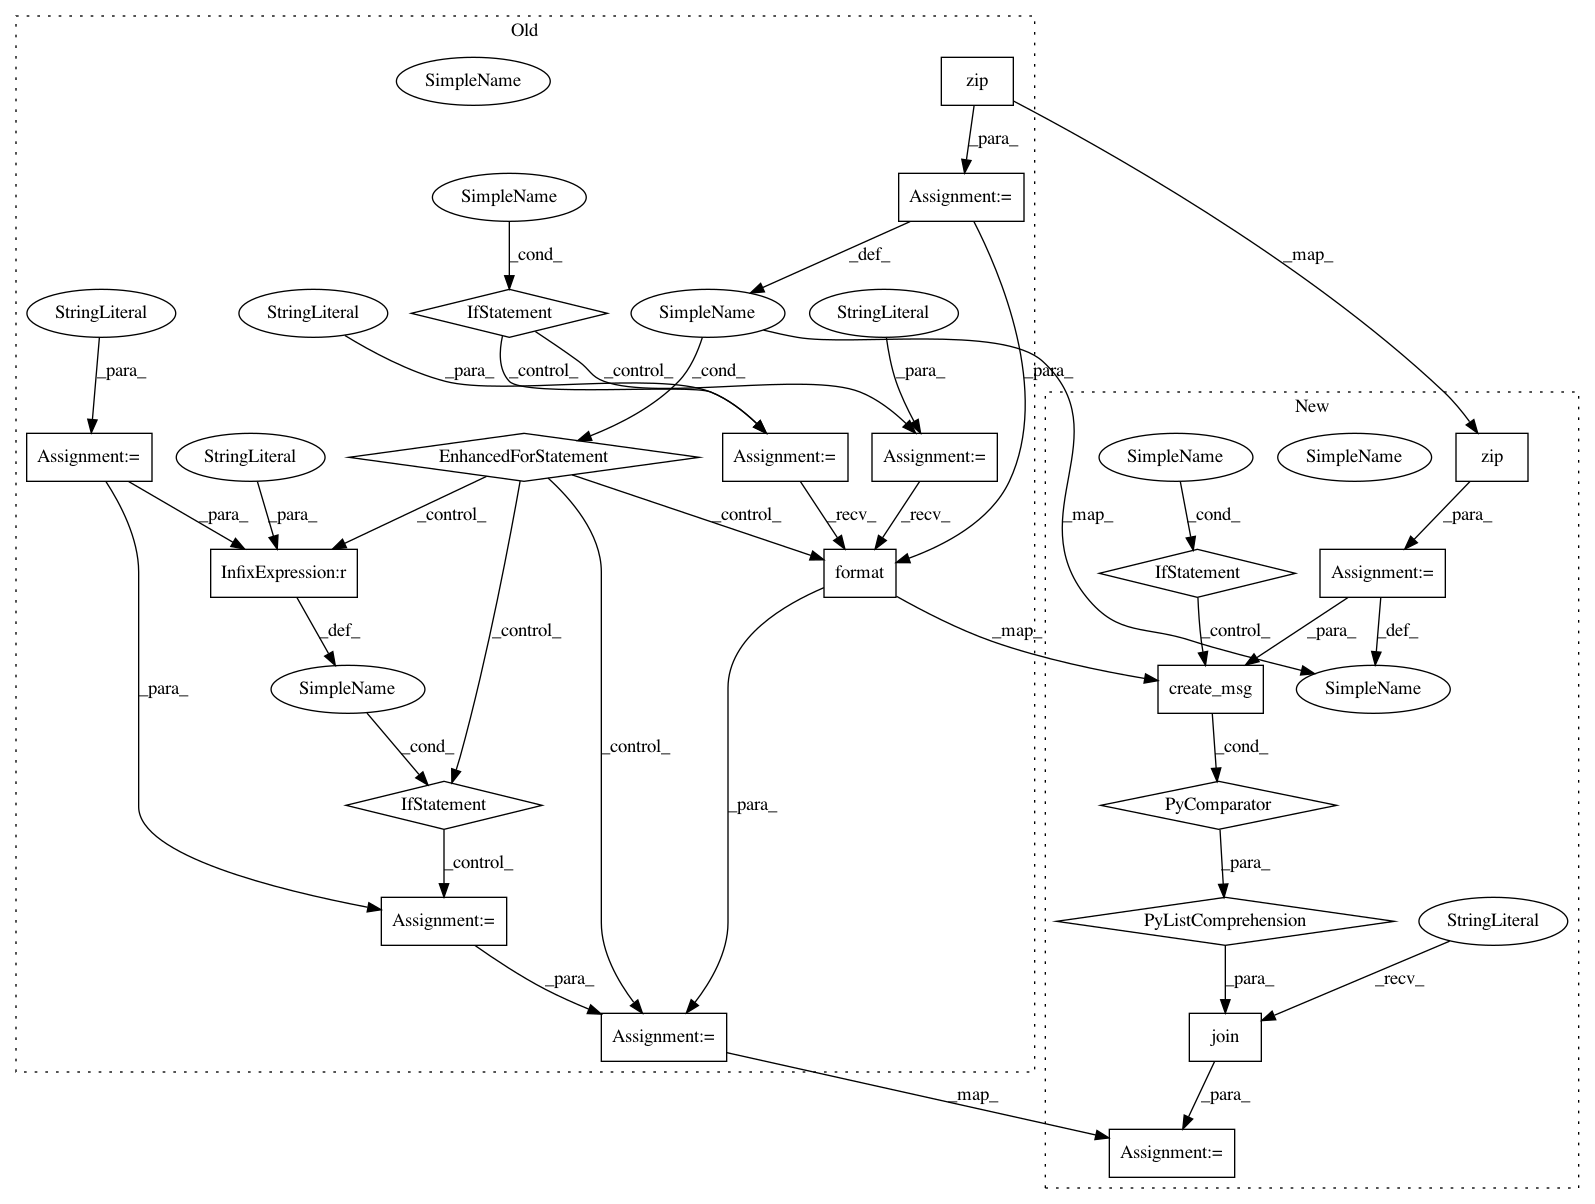 Old
SimpleName
zip
_para_
SimpleName
Assignment:=
_cond_
_def_
_map_
StringLiteral
StringLiteral
IfStatement
SimpleName
StringLiteral
_para_
_para_
_control_
_control_
_cond_
_para_
_para_
New
Assignment:=
StringLiteral
EnhancedForStatement
Assignment:=
Assignment:=
SimpleName
SimpleName
zip
_para_
_para_
_control_
_control_
_recv_
_recv_
_map_
_cond_
_para_
InfixExpression:r
format
IfStatement
Assignment:=
_def_
_control_
_map_
_control_
_para_
_def_
_para_
SimpleName
create_msg
SimpleName
_cond_
_control_
_cond_
IfStatement
_para_
PyComparator
_control_
_para_
Assignment:=
PyListComprehension
StringLiteral
_para_
_para_
_recv_
Assignment:=
join
_map_
_para_
Assignment:=